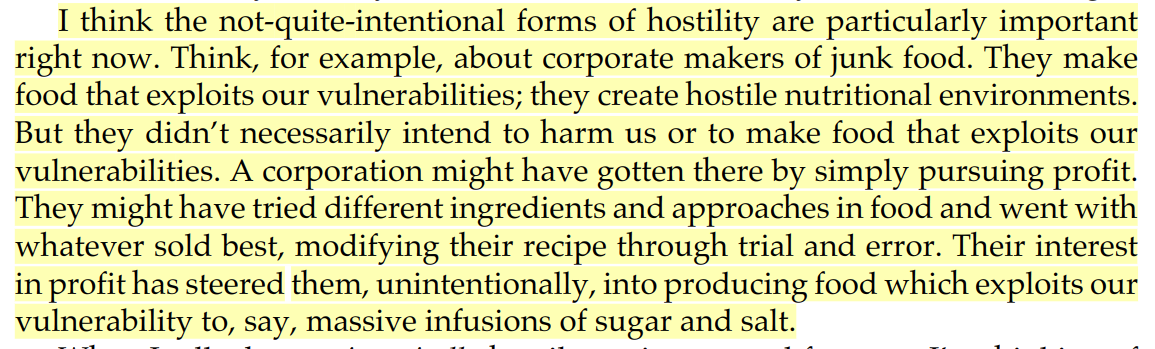 I think the not-quite-intentional forms of hostility are particularly important
right now. Think, for example, about corporate makers of junk food. They make
food that exploits our vulnerabilities; they create hostile nutritional environments.
But they didn’t necessarily intend to harm us or to make food that exploits our
vulnerabilities. A corporation might have gotten there by simply pursuing profit.
They might have tried different ingredients and approaches in food and went with
whatever sold best, modifying their recipe through trial and error. Their interest
in profit has steered them, unintentionally, into producing food which exploits our
vulnerability to, say, massive infusions of sugar and salt.